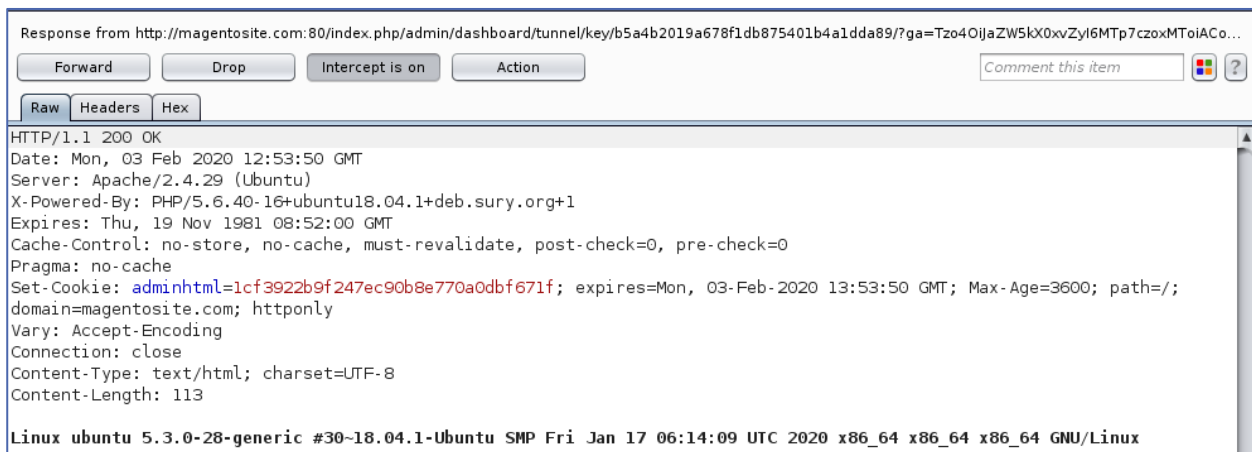 Response from http://magentosite.com:80/index.php/admin/dashboard/tunnel/key/b5a4b2019a678f1db875401b4a1dda89/?ga=Tzo4OiJaZW5kX0xvZyI6MTp7czoxMToiACo...
Forward Drop Intercept is on Action Comment this item ?
Raw Headers Hex
HTTP/1.1 200 OK
Date: Mon, 03 Feb 2020 12:53:50 GMT
Server: Apache/2.4.29 (Ubuntu)
X-Powered-By: PHP/5.6.40-16+ubuntu18.04.1+deb.sury.org+1
Expires: Thu, 19 Nov 1981 08:52:00 GMT
Cache-Control: no-store, no-cache, must-revalidate, post-check=0, pre-check=0
Pragma: no-cache
Set-Cookie: adminhtml=1cf3922b9f247ec90b8e770a0dbf671f; expires=Mon, 03-Feb-2020 13:53:50 GMT; Max-Age=3600; path=/;
domain=magentosite.com; httponly
Vary: Accept-Encoding
Connection: close
Content-Type: text/html; charset=UTF-8
Content-Length: 113
Linux ubuntu 5.3.0-28-generic #30~18.04.1-Ubuntu SMP Fri Jan 17 06:14:09 UTC 2020 x86_64 x86_64 x86_64 GNU/Linux